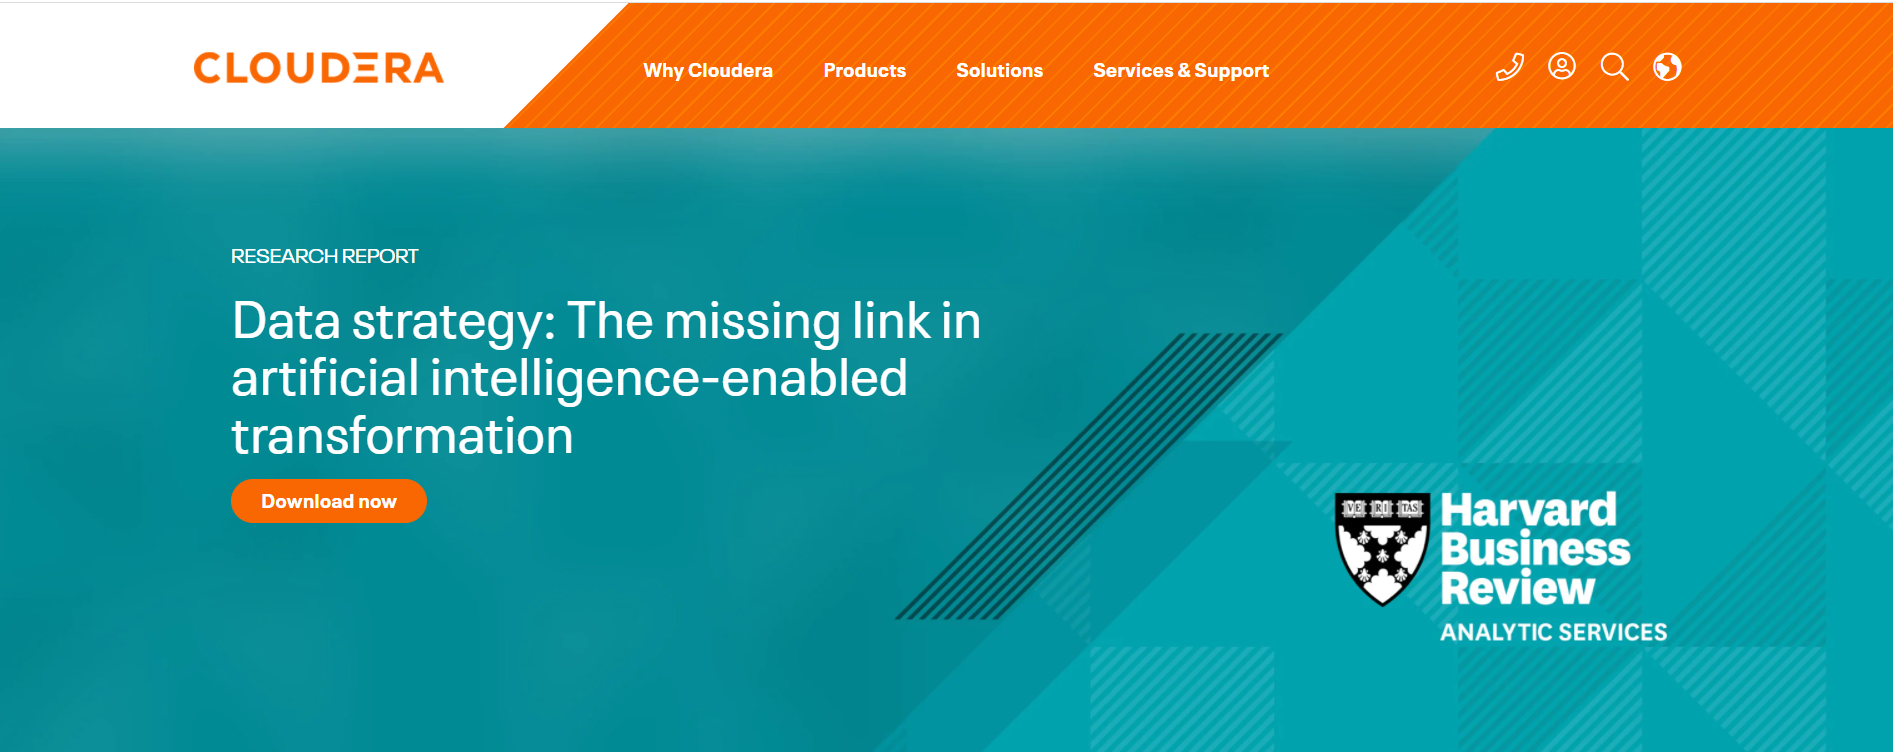 CLOUDERA
Why Cloudera
Products
Solutions
Services & Support
RESEARCH REPORT
Data strategy: The missing link in
artificial intelligence-enabled
transformation
Download now
VE RI TAS
Harvard
Business
Review
ANALYTIC SERVICES